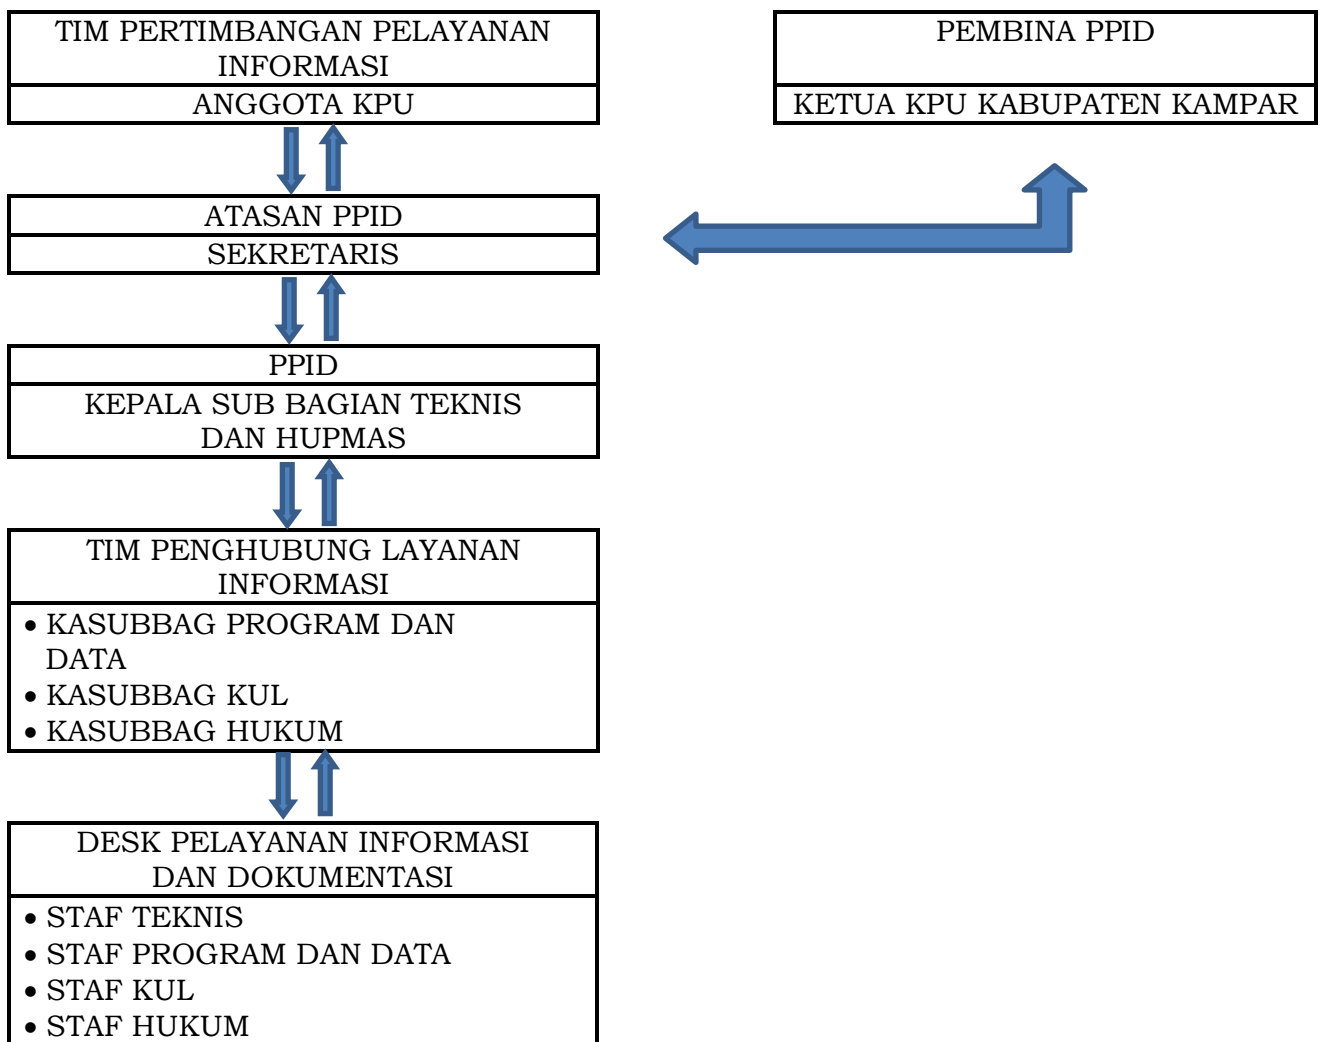 TIM PERTIMBANGAN PELAYANAN
INFORMASI
ANGGOTA KPU
PEMBINA PPID
KETUA KPU KABUPATEN KAMPAR
ATASAN PPID
SEKRETARIS
PPID
KEPALA SUB BAGIAN TEKNIS
DAN HUPMAS
TIM PENGHUBUNG LAYANAN
INFORMASI
• KASUBBAG PROGRAM DAN
DATA
• KASUBBAG KUL
• KASUBBAG HUKUM
DESK PELAYANAN INFORMASI
DAN DOKUMENTASI
• STAF TEKNIS
• STAF PROGRAM DAN DATA
• STAF KUL
• STAF HUKUM